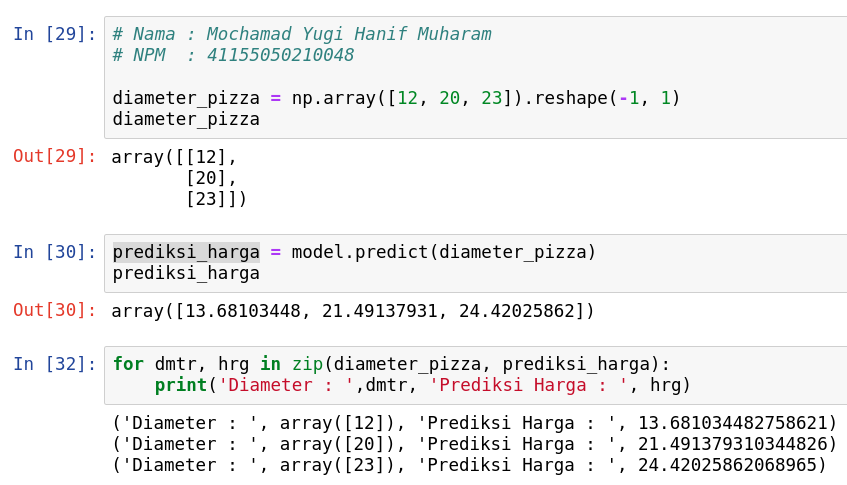 In [29]: # Nama : Mochamad Yugi Hanif Muharam
# NPM  : 41155050210048
diameter_pizza = np.array([12, 20, 23]).reshape(-1, 1)
diameter_pizza
Out[29]: array([[12],
[20],
[23]])
In [30]: prediksi_harga = model.predict(diameter_pizza)
prediksi_harga
Out[30]: array([13.68103448, 21.49137931, 24.42025862])
In [32]: for dmtr, hrg in zip(diameter_pizza, prediksi_harga):
print('Diameter : ',dmtr, 'Prediksi Harga : ', hrg)
('Diameter : ', array([12]), 'Prediksi Harga : ', 13.681034482758621)
('Diameter : ', array([20]), 'Prediksi Harga : ', 21.491379310344826)
('Diameter : ', array([23]), 'Prediksi Harga : ', 24.42025862068965)